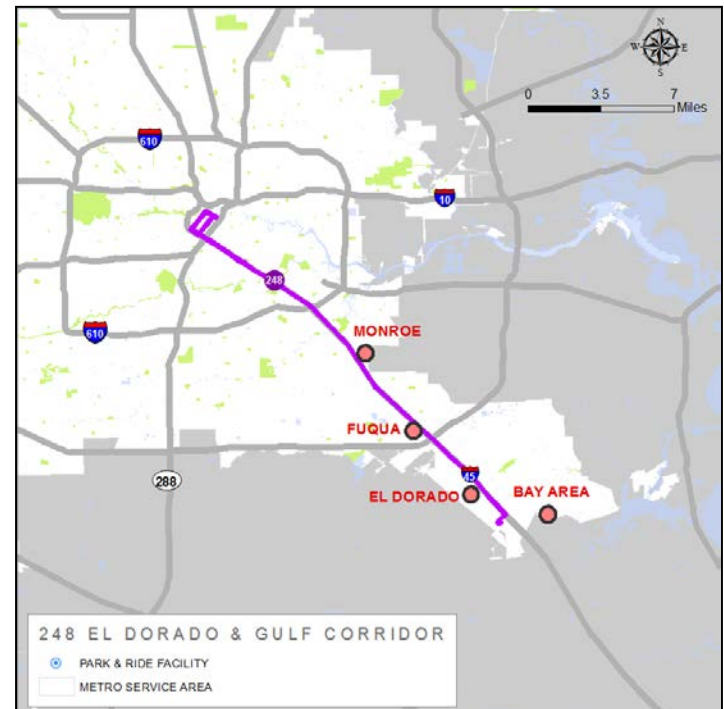 N
W E
S
0 3.5 7
Miles
610
10
248
610
MONROE
FUQUA
288
45
EL DORADO
BAY AREA
248 EL DORADO & GULF CORRIDOR
PARK & RIDE FACILITY
METRO SERVICE AREA